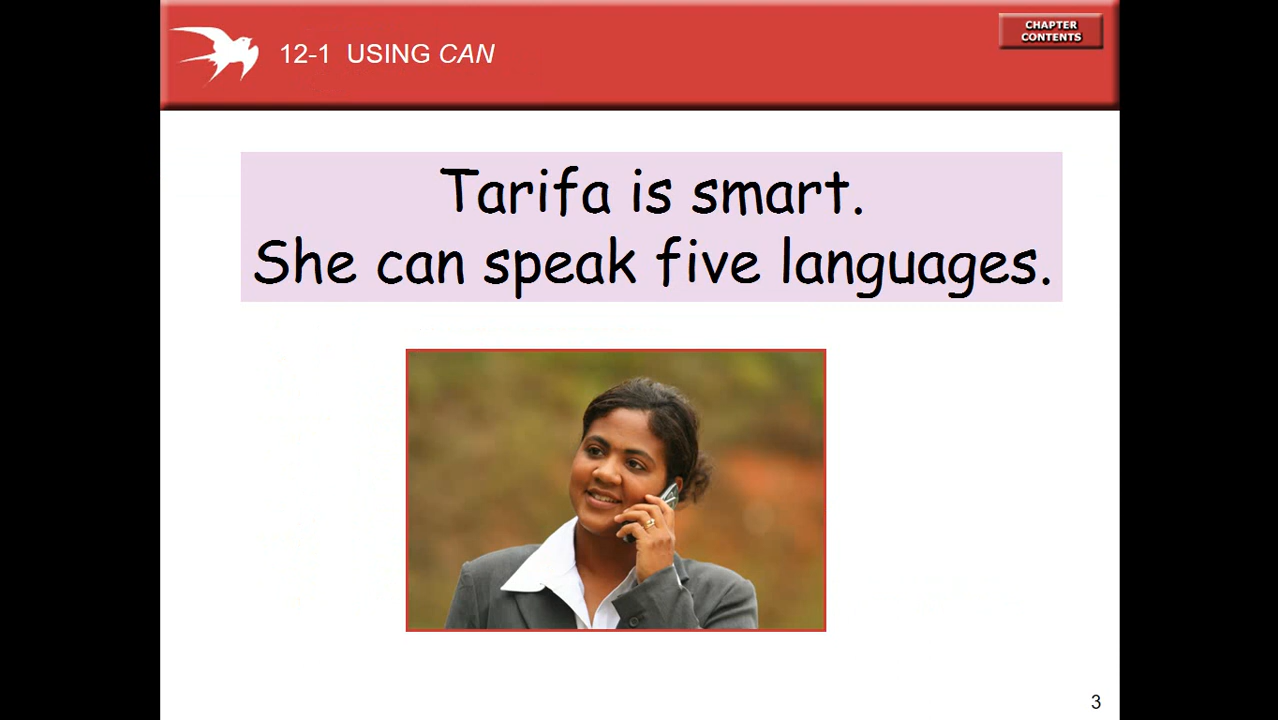 12-1 USING CAN
CHAPTER
CONTENTS
Tarifa is smart.
She can speak five languages.
3